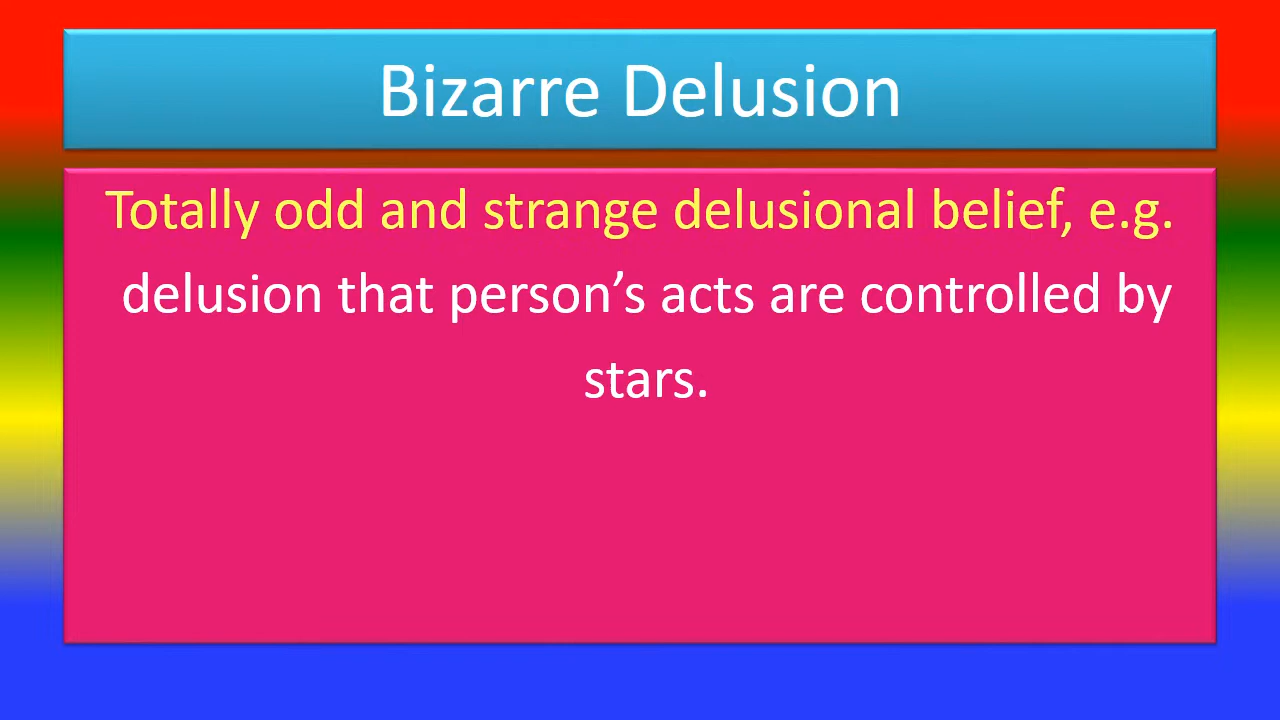 Bizarre Delusion
Totally odd and strange delusional belief, e.g.
delusion that person’s acts are controlled by
stars.